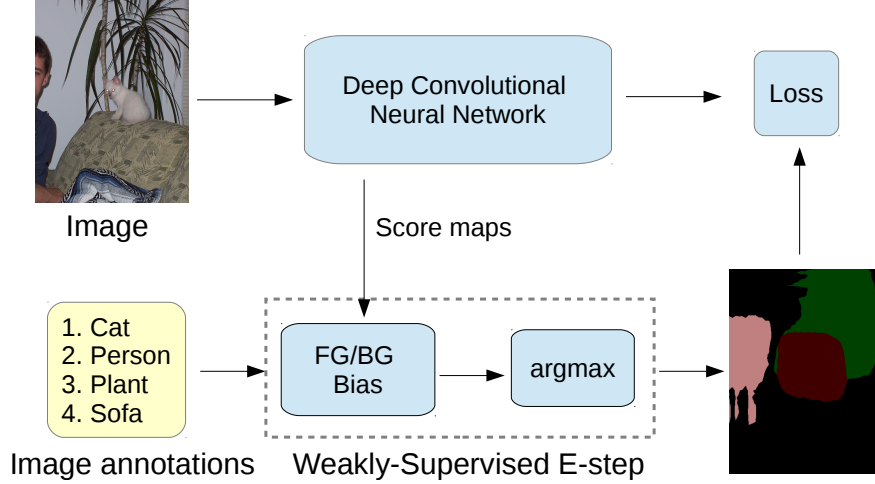 Deep Convolutional
Neural Network
Loss
Image
Score maps
1. Cat
2. Person
3. Plant
4. Sofa
FG/BG
Bias
argmax
Image annotations
Weakly-Supervised E-step